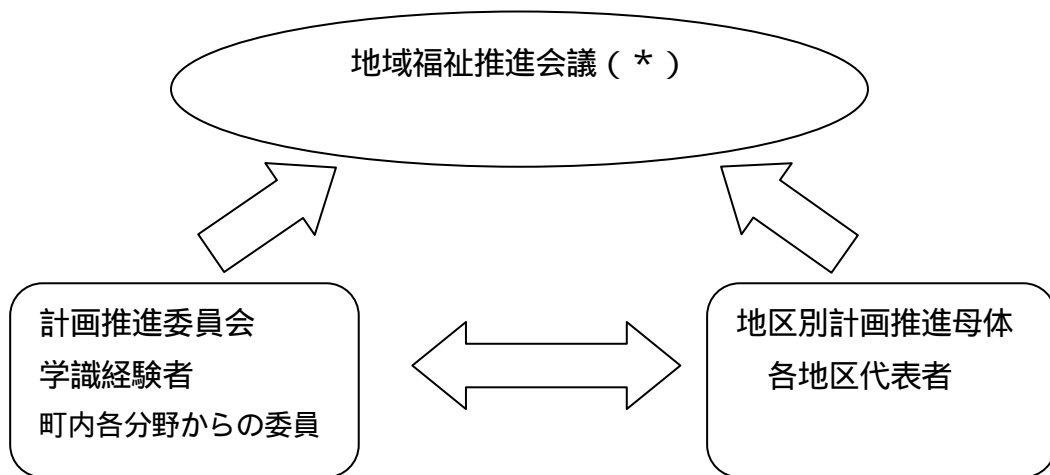 地域福祉推進会議(*)
計画推進委員会
学識経験者
町内各分野からの委員
地区別計画推進母体
各地区代表者